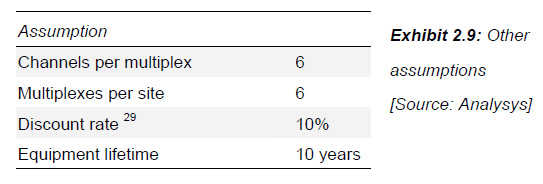 Assumption
Channels per multiplex 6
Multiplexes per site 6
Discount rate 29 10%
Equipment lifetime 10 years
Exhibit 2.9: Other
assumptions
[Source: Analysys]